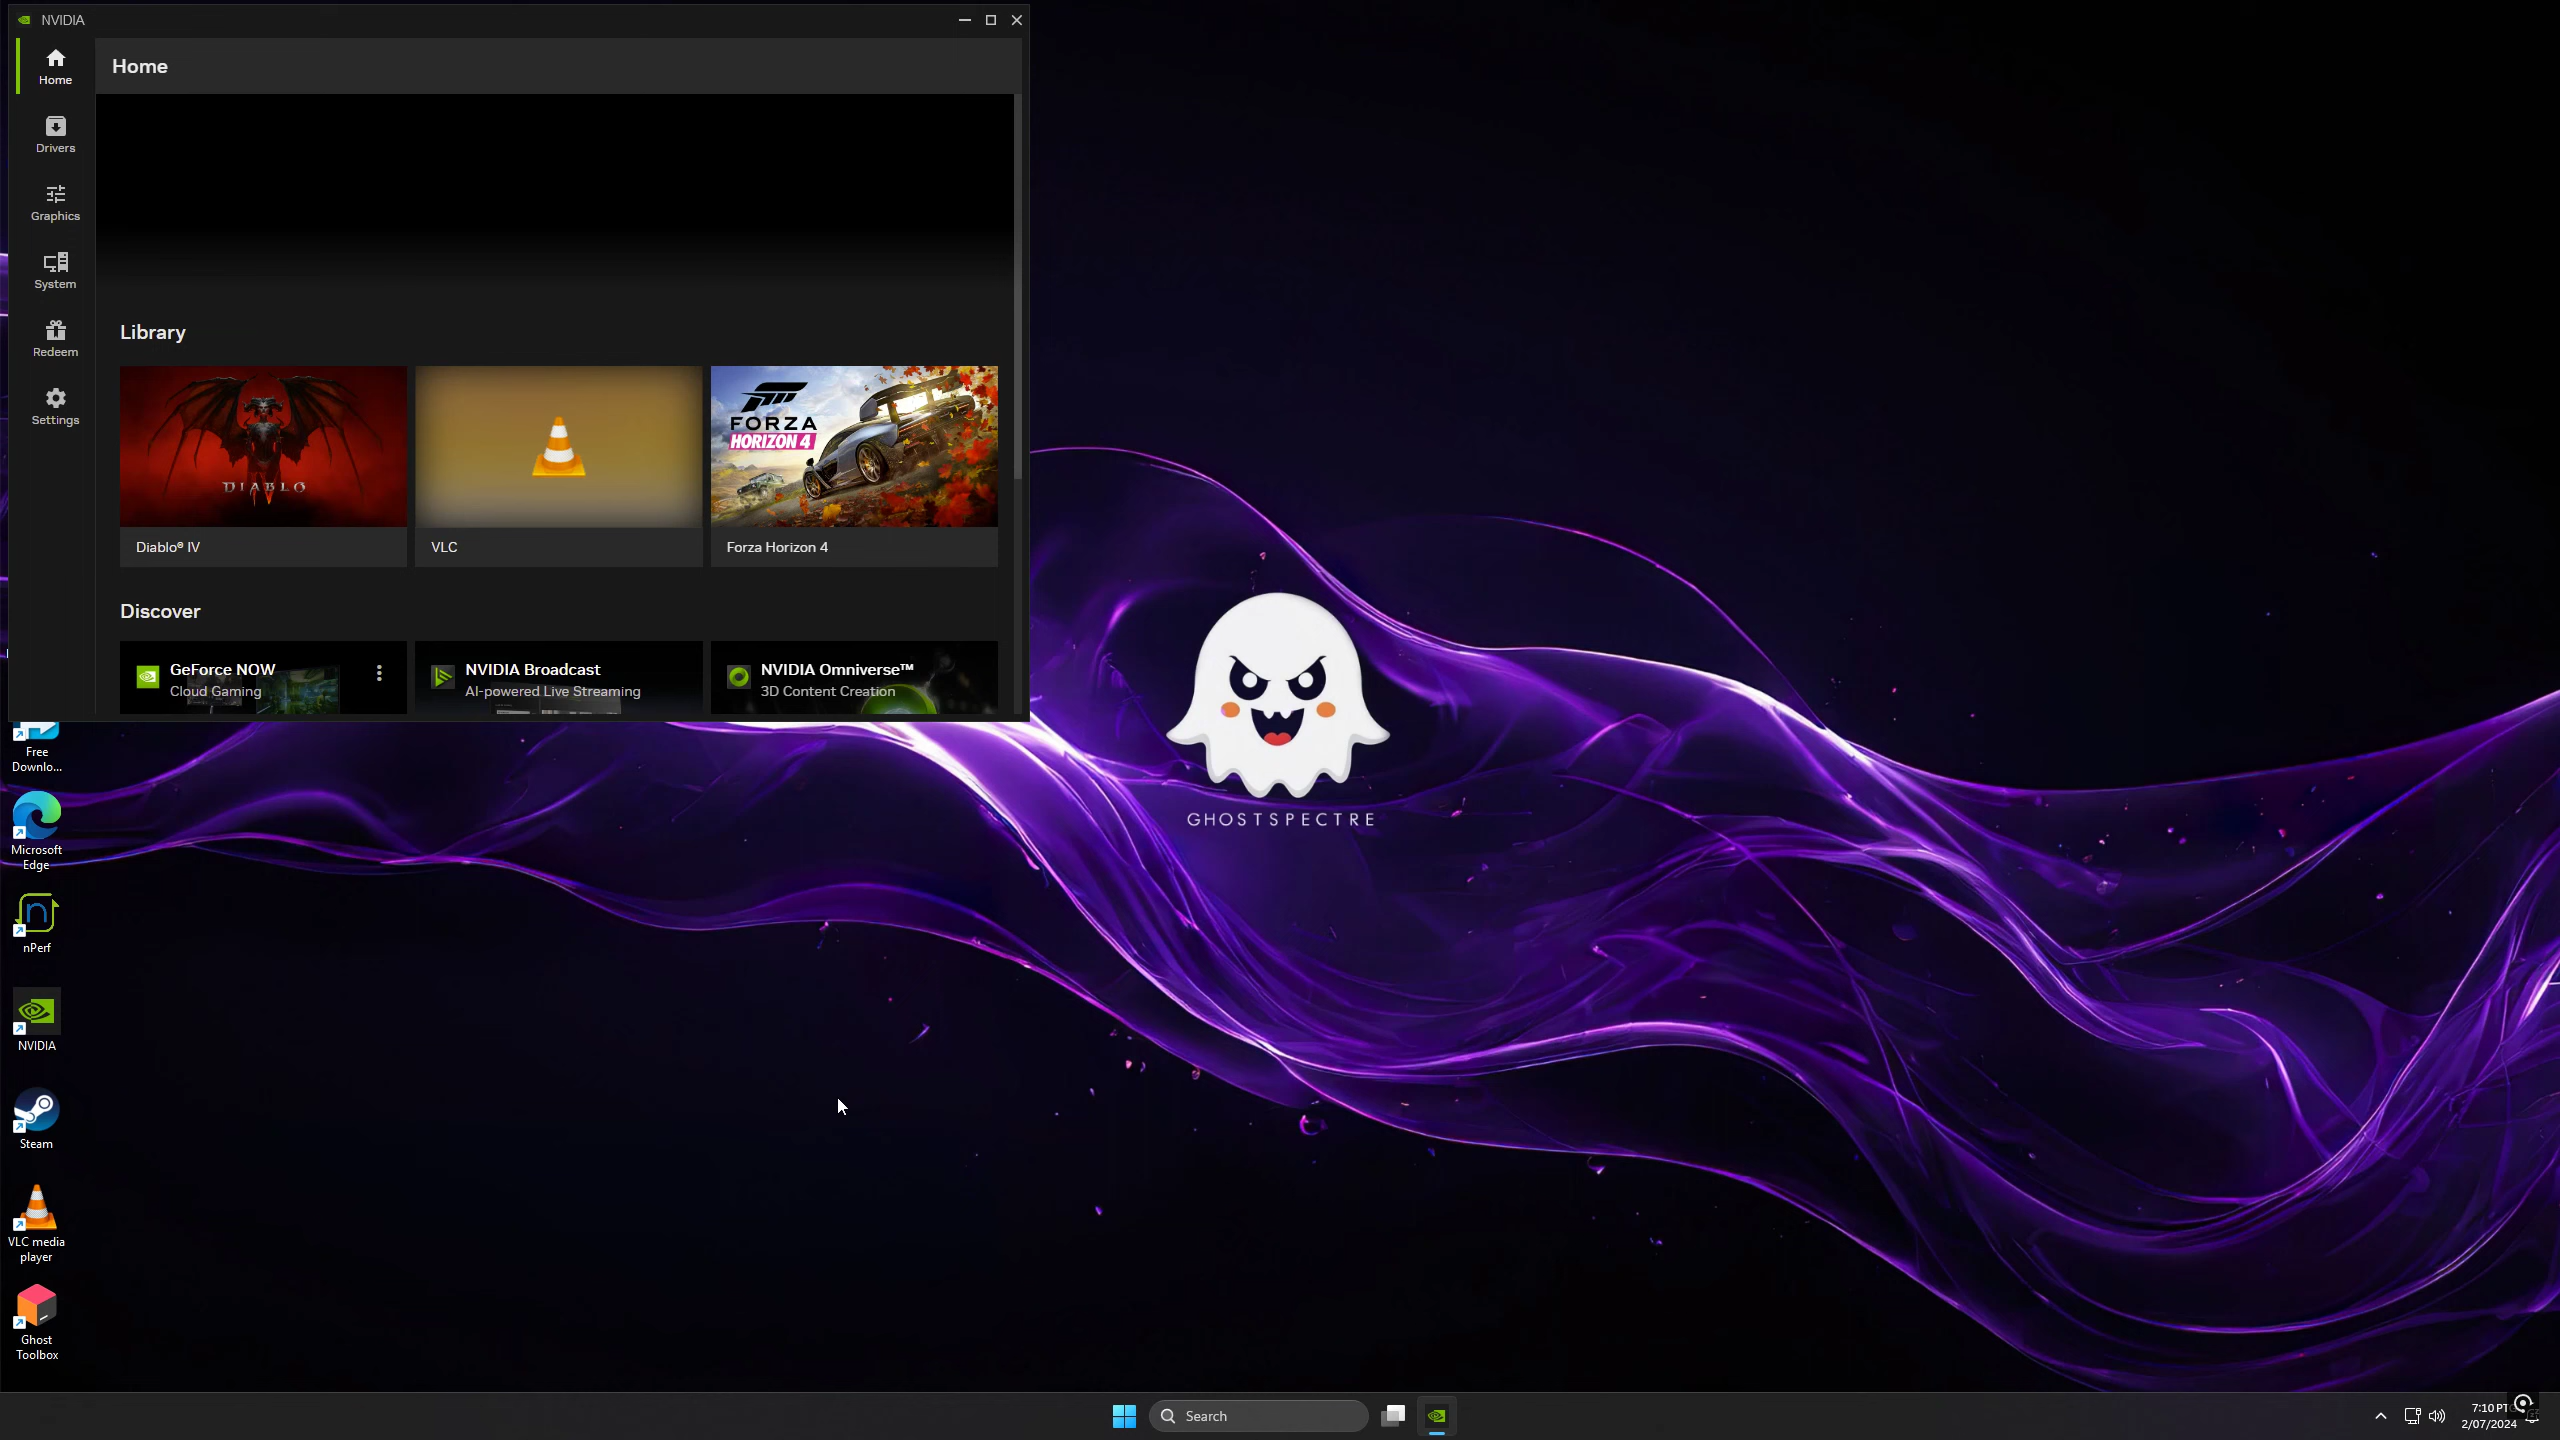 NVIDIA
Home
Drivers
Graphics
System
Redeem
Settings
Home
Library
DIABLO
FORZA
HORIZON 4
Diablo® IV
VLC
Forza Horizon 4
Discover
GeForce NOW
Cloud Gaming
NVIDIA Broadcast
AI-powered Live Streaming
NVIDIA Omniverse™
3D Content Creation
GHOSTSPECTRE
Free
Downlo...
Microsoft
Edge
nPerf
NVIDIA
Steam
VLC media
player
Ghost
Toolbox
Search
7:10 PT
2/07/2024